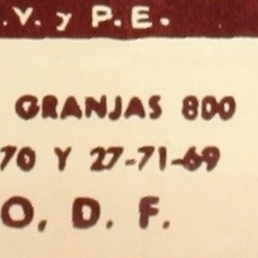 .V. y P.E.
GRANJAS 800
70 Y 27-71-69
O, D. F.